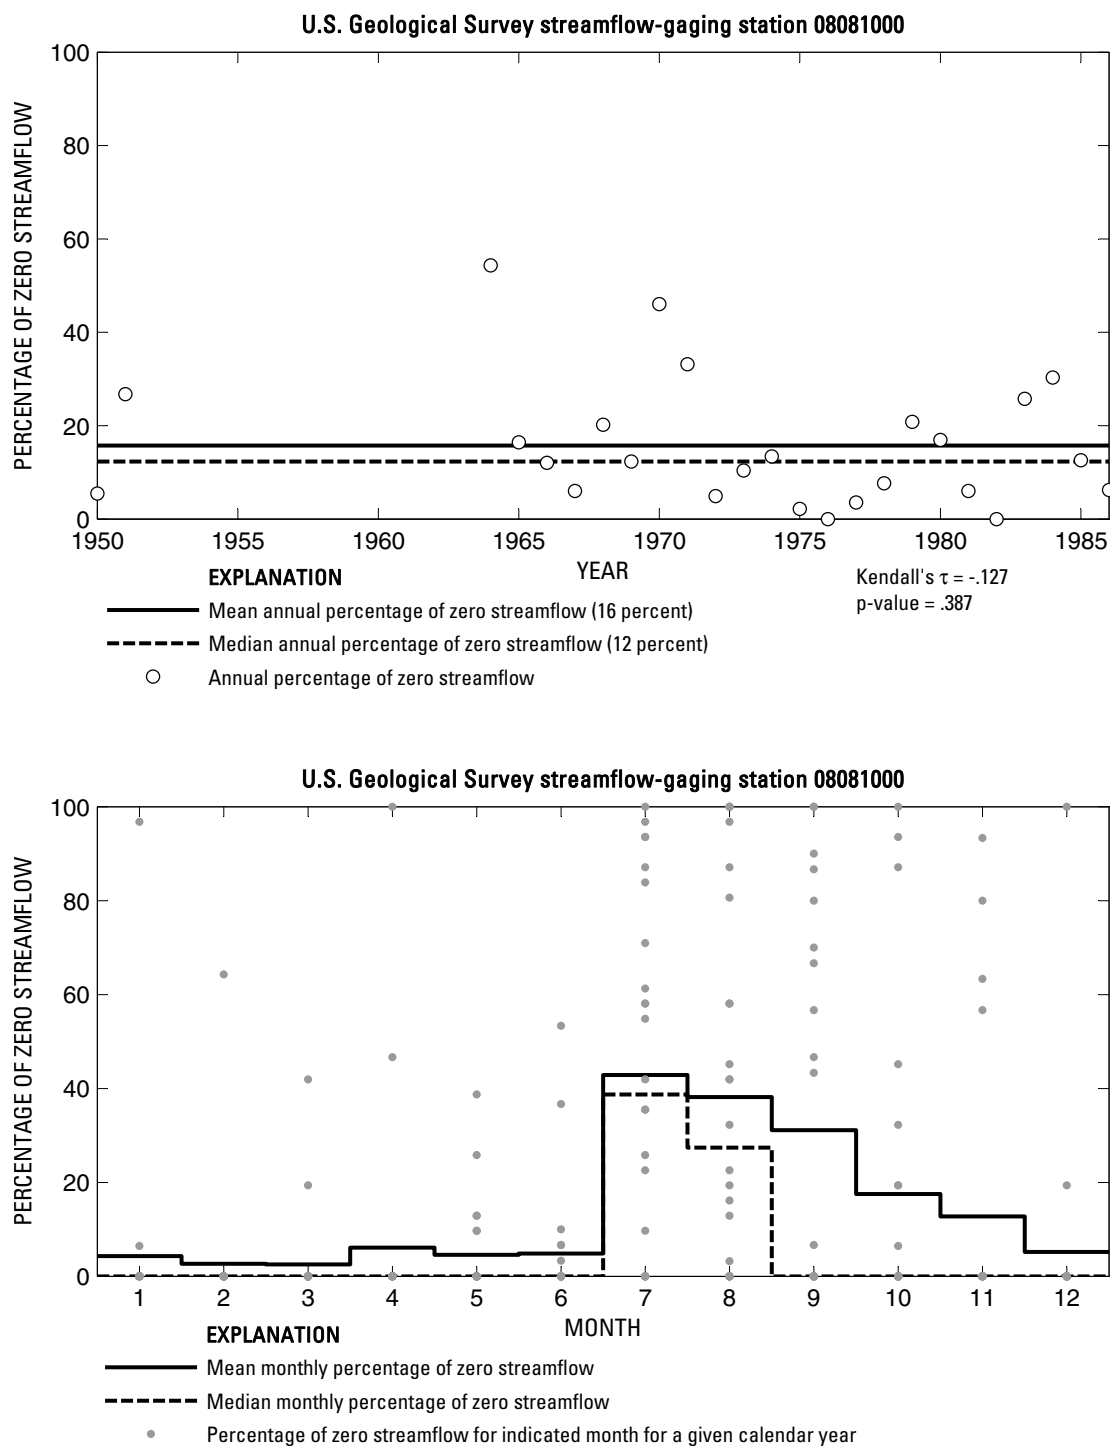 U.S. Geological Survey streamflow-gaging station 08081000
PERCENTAGE OF ZERO STREAMFLOW
100
80
60
40
20
0
1950 1955 1960 1965 1970 1975 1980 1985
YEAR
EXPLANATION
Kendall's τ = -.127
p-value = .387
Mean annual percentage of zero streamflow (16 percent)
Median annual percentage of zero streamflow (12 percent)
Annual percentage of zero streamflow
U.S. Geological Survey streamflow-gaging station 08081000
PERCENTAGE OF ZERO STREAMFLOW
100
80
60
40
20
0
1 2 3 4 5 6 7 8 9 10 11 12
MONTH
EXPLANATION
Mean monthly percentage of zero streamflow
Median monthly percentage of zero streamflow
Percentage of zero streamflow for indicated month for a given calendar year